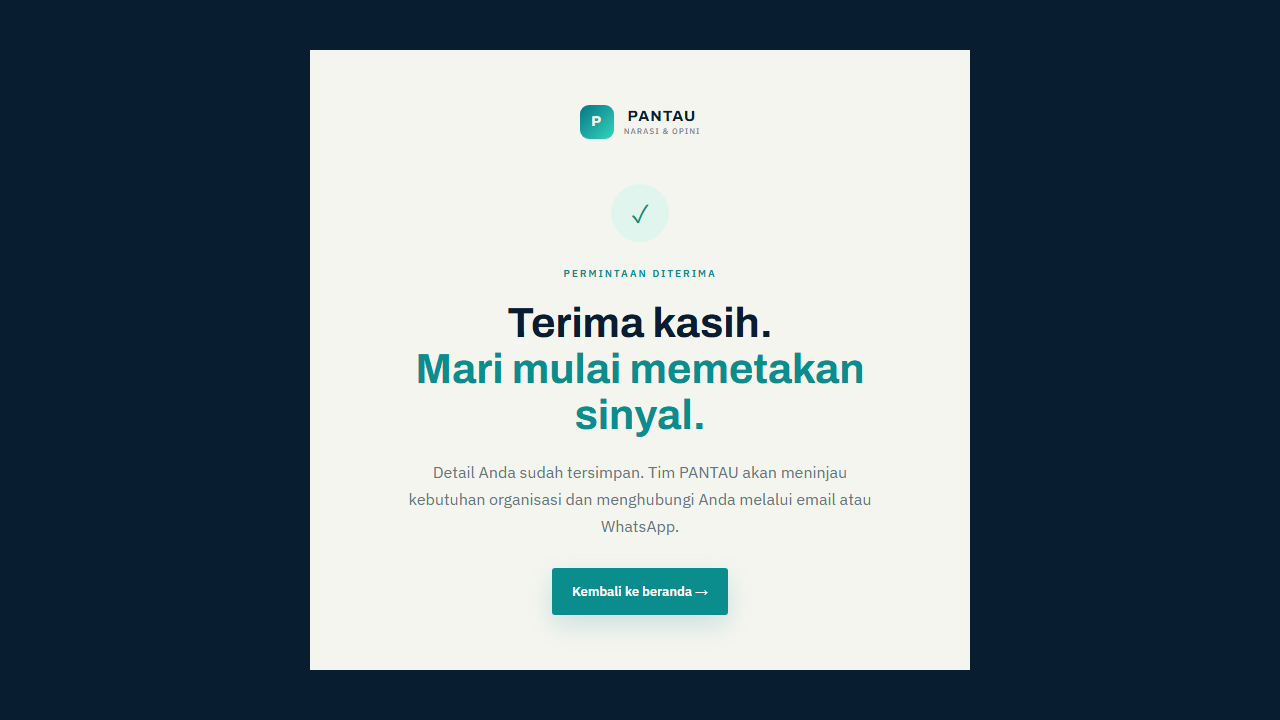 P
PANTAU
NARASI & OPINI
✓
PERMINTAAN DITERIMA
Terima kasih.
Mari mulai memetakan
sinyal.
Detail Anda sudah tersimpan. Tim PANTAU akan meninjau
kebutuhan organisasi dan menghubungi Anda melalui email atau
WhatsApp.
Kembali ke beranda →